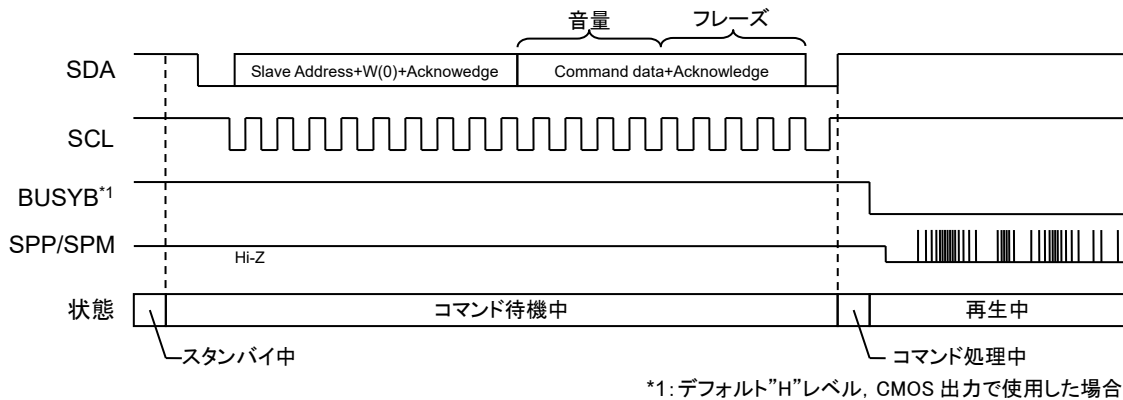 音量 フレーズ
SDA Slave Address+W(0)+Acknowedge Command data+Acknowledge
SCL
BUSYB*1
SPP/SPM
Hi-Z
状態 コマンド待機中 再生中
スタンバイ中 コマンド処理中
*1:デフォルト”H”レベル, CMOS 出力で使用した場合